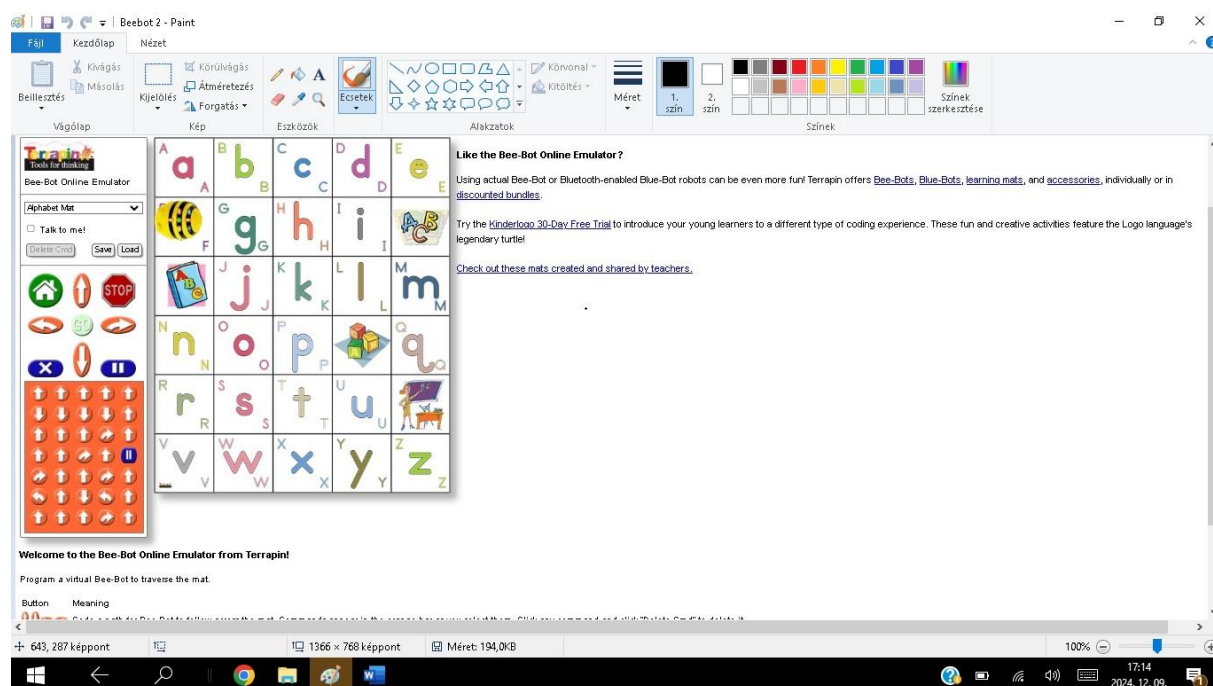 Beebot 2 - Paint
Fájl Kezdőlap Nézet
Beillesztés
Kivágás
Másolás
Vágólap
Kijelölés
Körülvágás
Átméretezés
Forgatás
Kép
A
Eszközök
Ecsetek
Körvonal
Kitöltés
Alakzatok
Méret
1. szín
2. szín
Színek
Színek szerkesztése
Terrapin
Tools for thinking
Bee-Bot Online Emulator
Alphabet Mat
Talk to me!
Delete Cmd Save Load
STOP
GO
A a A B b B C c C D d D E e E
F G g G H h H I i I A B C
A B C J j J K k K L l L M m M
N n N O o O P p P Q q Q
R r R S s S T t T U u U
V v V W w W X x X Y y Y Z z Z
Like the Bee-Bot Online Emulator?
Using actual Bee-Bot or Bluetooth-enabled Blue-Bot robots can be even more fun! Terrapin offers Bee-Bots, Blue-Bots, learning mats, and accessories, individually or in
discounted bundles.
Try the Kinderlogo 30-Day Free Trial to introduce your young learners to a different type of coding experience. These fun and creative activities feature the Logo language's
legendary turtle!
Check out these mats created and shared by teachers.
Welcome to the Bee-Bot Online Emulator from Terrapin!
Program a virtual Bee-Bot to traverse the mat.
Button Meaning
643, 287 képpont 1366 × 768 képpont Méret: 194,0KB 100%
17:14
2024. 12. 09.